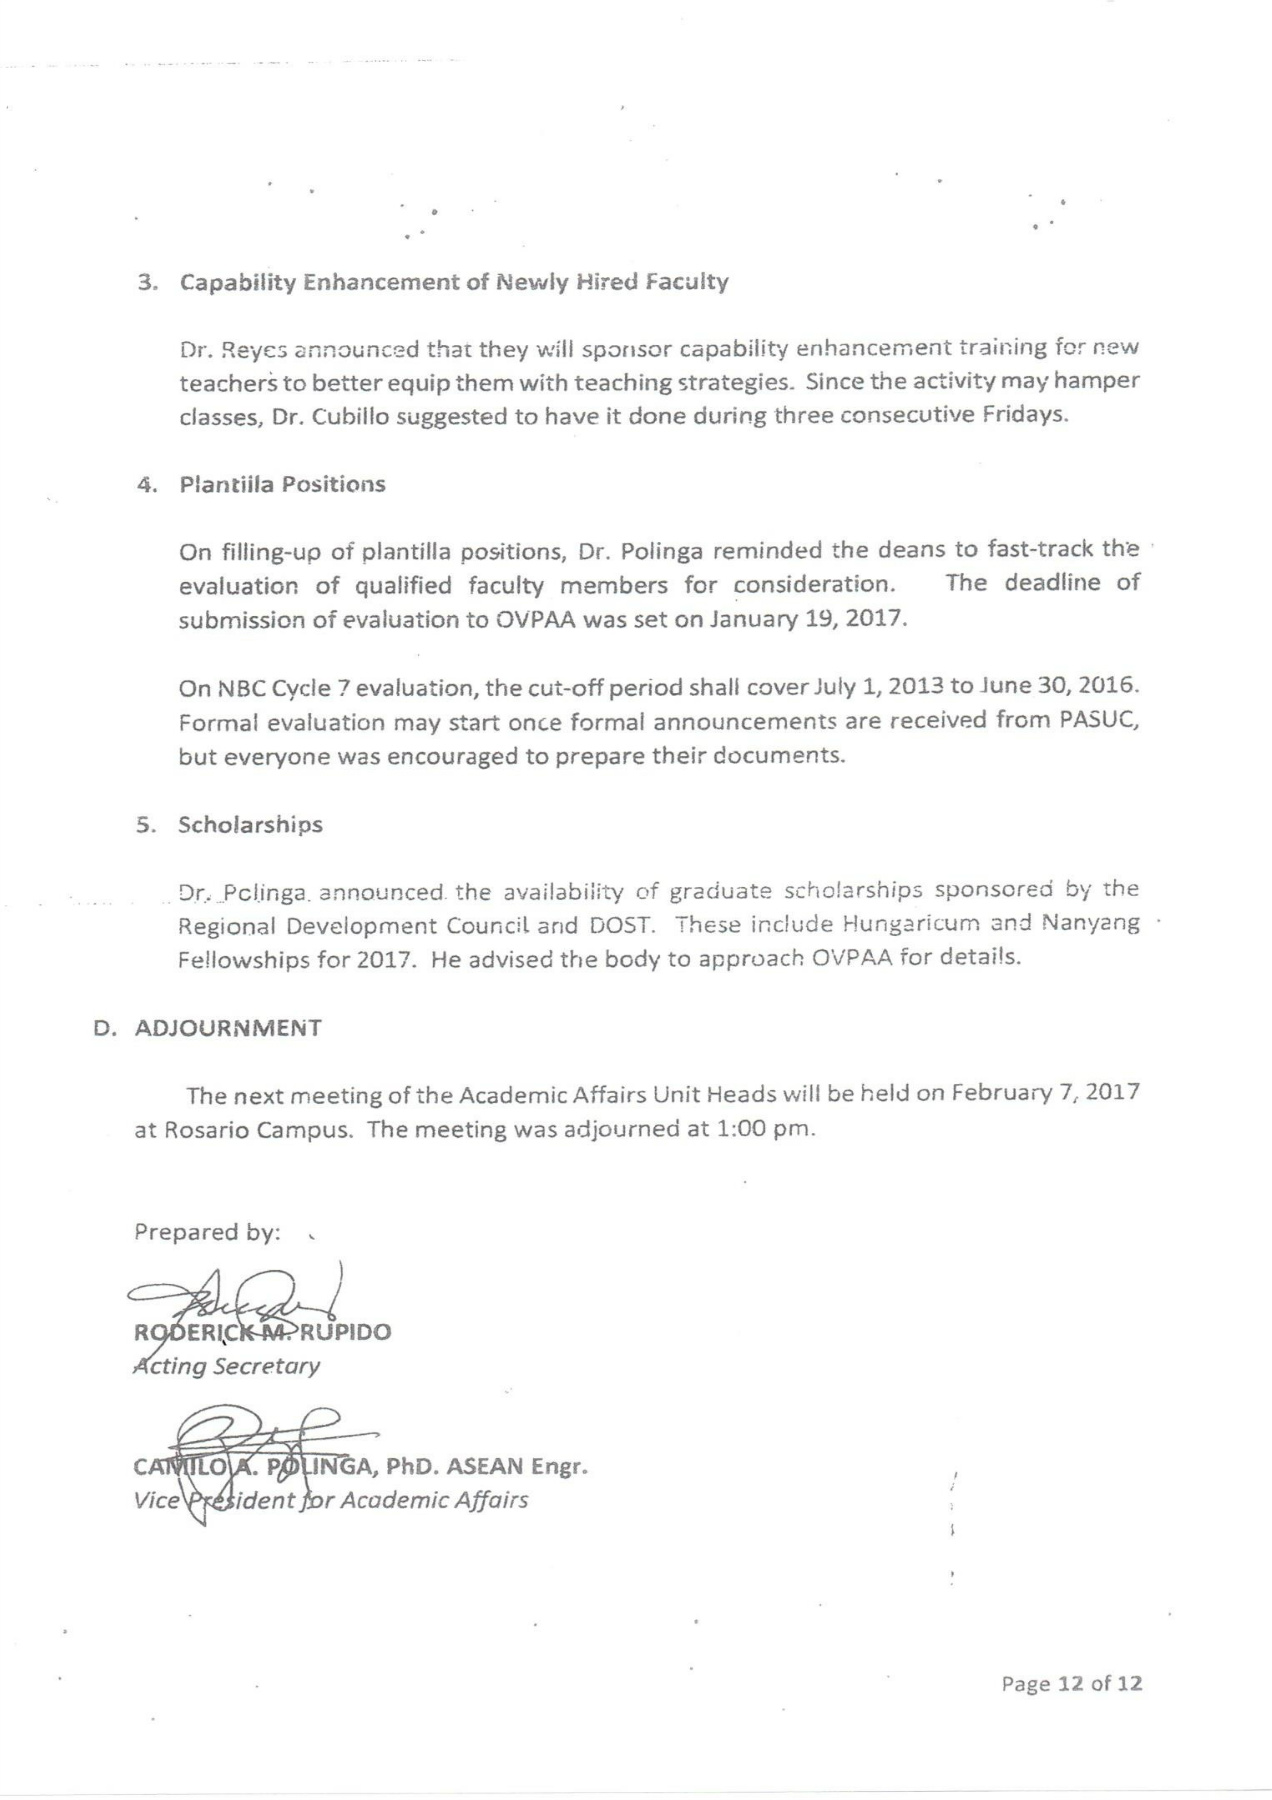 3. Capability Enhancement of Newly Hired Faculty
Dr. Reyes announced that they will sponsor capability enhancement training for new
teachers to better equip them with teaching strategies. Since the activity may hamper
classes, Dr. Cubillo suggested to have it done during three consecutive Fridays.
4. Plantilla Positions
On filling-up of plantilla positions, Dr. Polinga reminded the deans to fast-track the
evaluation of qualified faculty members for consideration. The deadline of
submission of evaluation to OVPAA was set on January 19, 2017.
On NBC Cycle 7 evaluation, the cut-off period shall cover July 1, 2013 to June 30, 2016.
Formal evaluation may start once formal announcements are received from PASUC,
but everyone was encouraged to prepare their documents.
5. Scholarships
Dr. Polinga announced the availability of graduate scholarships sponsored by the
Regional Development Council and DOST. These include Hungaricum and Nanyang
Fellowships for 2017. He advised the body to approach OVPAA for details.
D. ADJOURNMENT
The next meeting of the Academic Affairs Unit Heads will be held on February 7, 2017
at Rosario Campus. The meeting was adjourned at 1:00 pm.
Prepared by:
RODERICK M. RUPIDO
Acting Secretary
CAMILO A. POLINGA, PhD. ASEAN Engr.
Vice President for Academic Affairs
Page 12 of 12